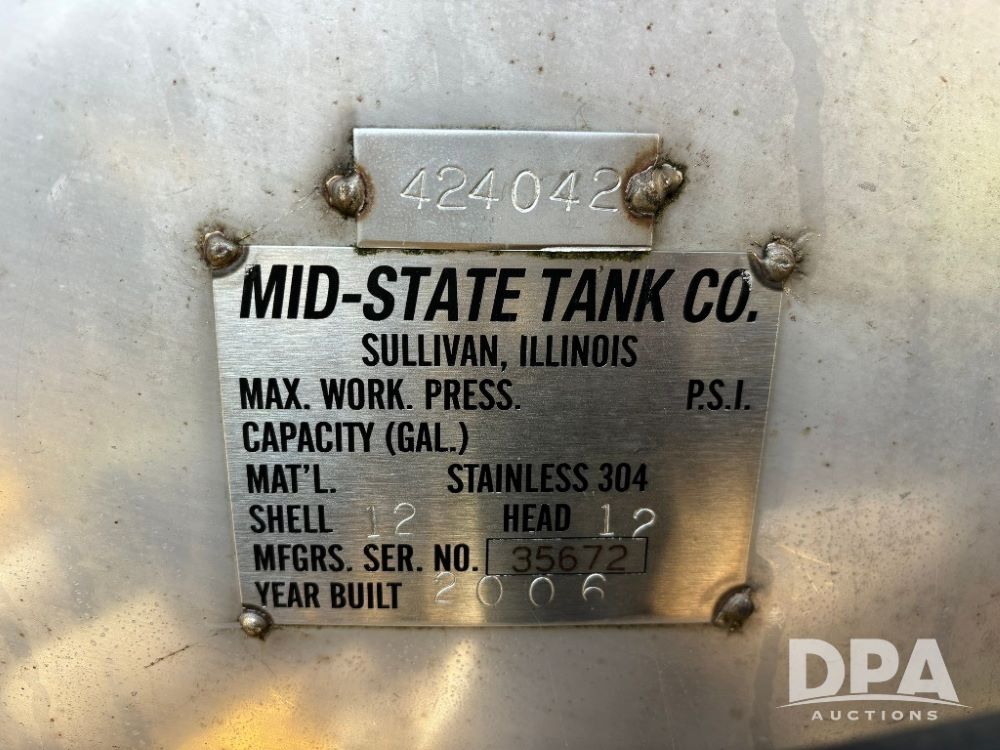 424042
MID-STATE TANK CO.
SULLIVAN, ILLINOIS
MAX. WORK. PRESS. P.S.I.
CAPACITY (GAL.)
MAT'L. STAINLESS 304
SHELL 12 HEAD 12
MFGRS. SER. NO. 35672
YEAR BUILT 2006
DPA
AUCTIONS